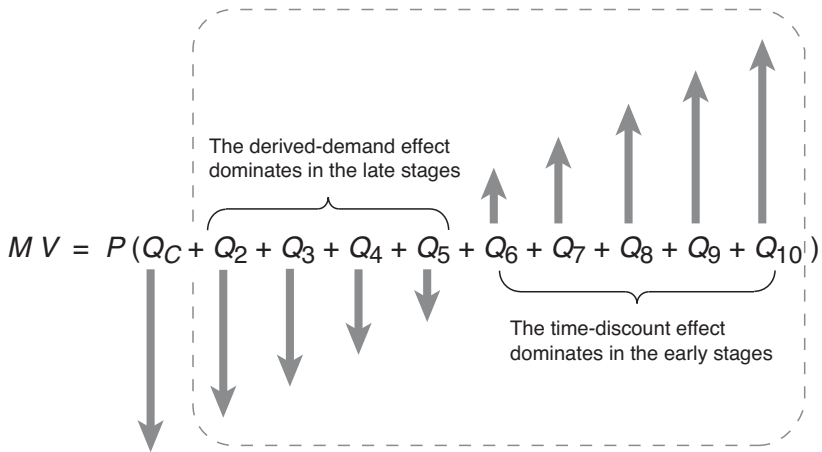 The derived-demand effect
dominates in the late stages
M V = P (Q_C + Q_2 + Q_3 + Q_4 + Q_5 + Q_6 + Q_7 + Q_8 + Q_9 + Q_10)
The time-discount effect
dominates in the early stages